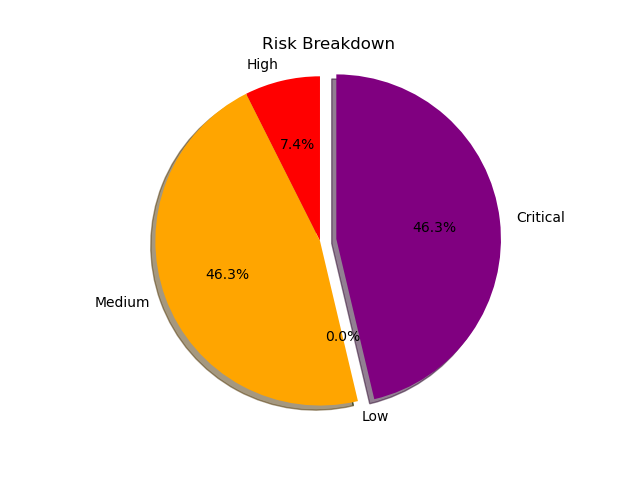 Risk Breakdown
High
7.4%
Critical
46.3%
46.3%
Medium
0.0%
Low